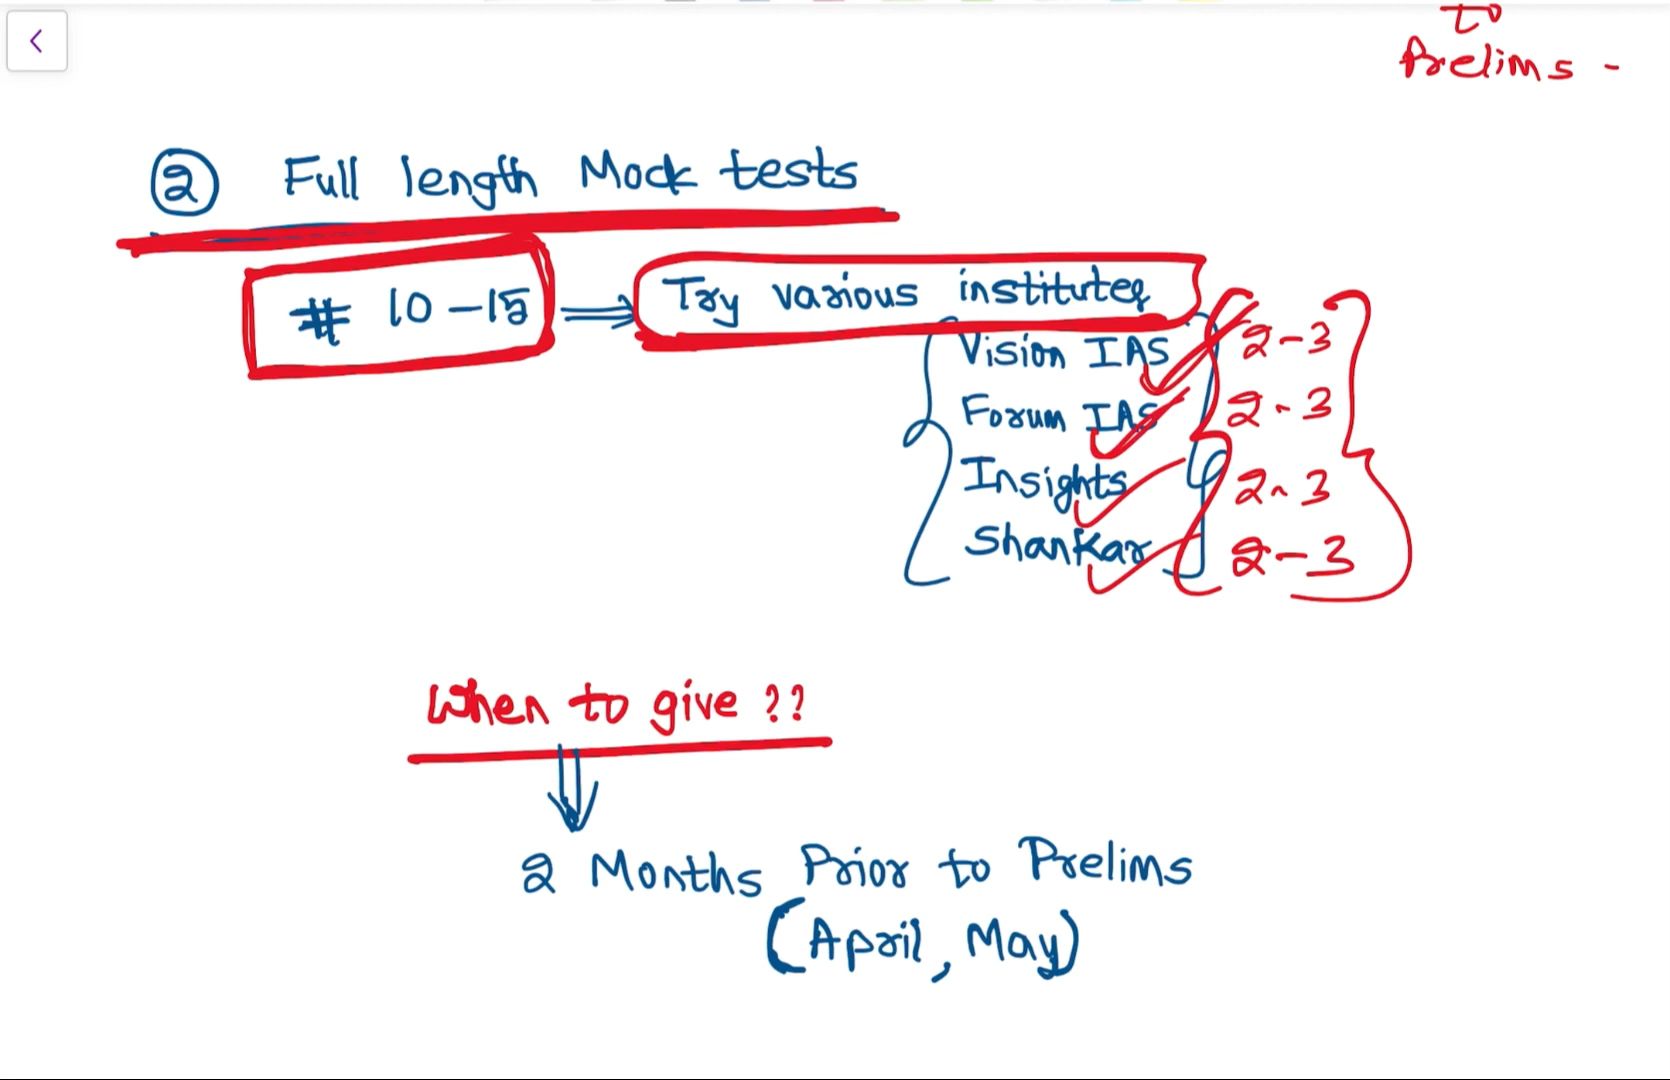 to
Prelims -
② Full length Mock tests
# 10-15 ⟹ Try various institutes
Vision IAS 2-3
Forum IAS 2-3
Insights 2-3
Shankar 2-3
When to give ??
2 Months Prior to Prelims
(April, May)